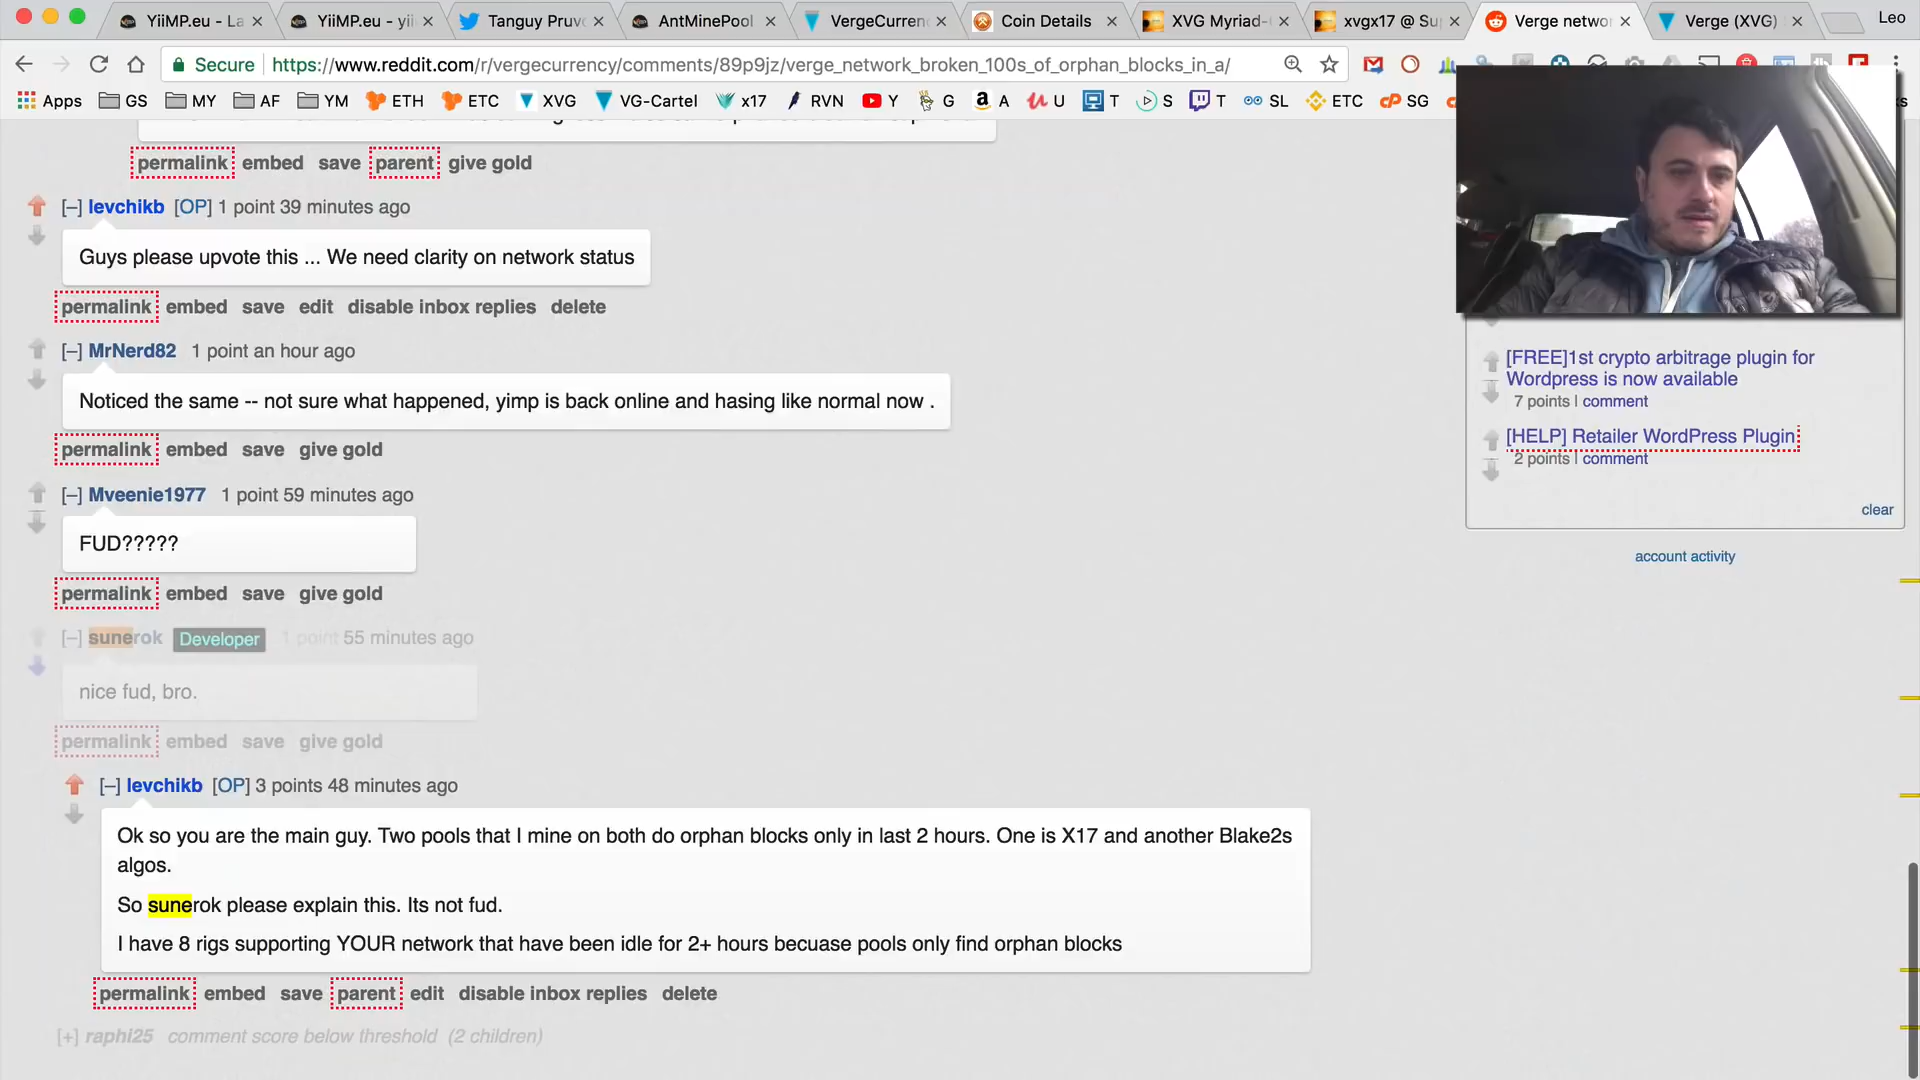 YiiMP.eu - La
YiiMP.eu - yii
Tanguy Pruvo
AntMinePool
VergeCurren
Coin Details
XVG Myriad-
xvgx17 @ Su
Verge networ
Verge (XVG)
Leo
Secure
https://www.reddit.com/r/vergecurrency/comments/89p9jz/verge_network_broken_100s_of_orphan_blocks_in_a/
Apps GS MY AF YM ETH ETC XVG VG-Cartel x17 RVN Y G A U T S T SL ETC SG
permalink embed save parent give gold
[–] levchikb [OP] 1 point 39 minutes ago
Guys please upvote this ... We need clarity on network status
permalink embed save edit disable inbox replies delete
[–] MrNerd82 1 point an hour ago
Noticed the same -- not sure what happened, yimp is back online and hasing like normal now .
permalink embed save give gold
[–] Mveenie1977 1 point 59 minutes ago
FUD?????
permalink embed save give gold
[–] sunerok Developer 1 point 55 minutes ago
nice fud, bro.
permalink embed save give gold
[–] levchikb [OP] 3 points 48 minutes ago
Ok so you are the main guy. Two pools that I mine on both do orphan blocks only in last 2 hours. One is X17 and another Blake2s
algos.
So sunerok please explain this. Its not fud.
I have 8 rigs supporting YOUR network that have been idle for 2+ hours becuase pools only find orphan blocks
permalink embed save parent edit disable inbox replies delete
[+] raphi25 comment score below threshold (2 children)
[FREE]1st crypto arbitrage plugin for
Wordpress is now available
7 points | comment
[HELP] Retailer WordPress Plugin
2 points | comment
clear
account activity